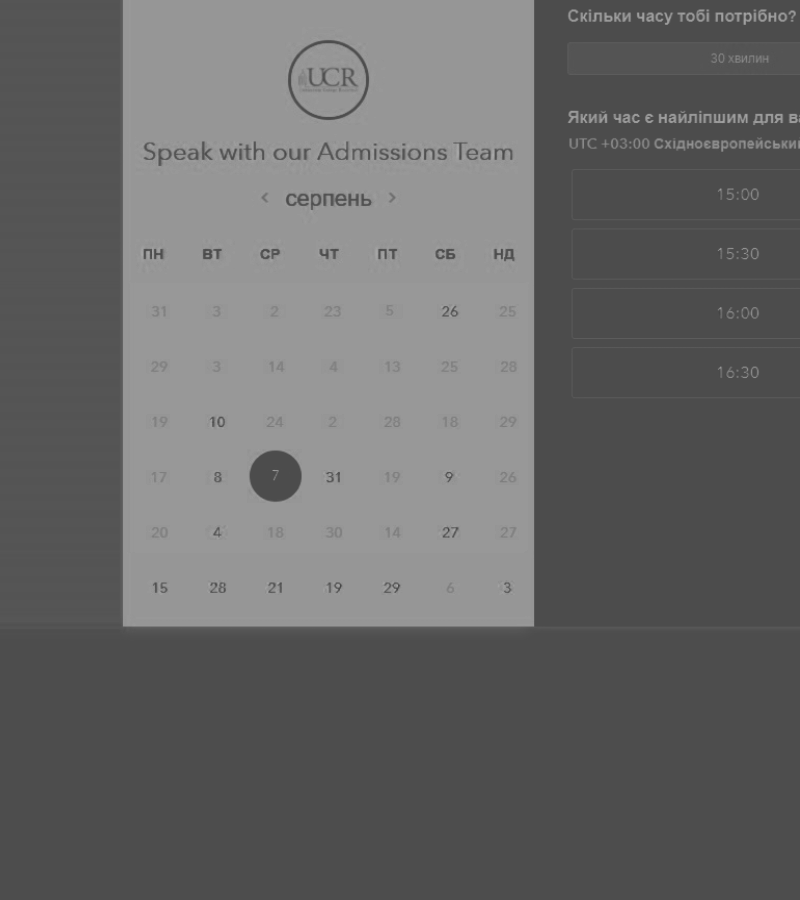 UCR
Speak with our Admissions Team
серпень
ПН ВТ СР ЧТ ПТ СБ НД
31 3 2 23 5 26 25
29 3 14 4 13 25 28
19 10 24 2 28 18 29
17 8 7 31 19 9 26
20 4 18 30 14 27 27
15 28 21 19 29 6 3
Скільки часу тобі потрібно?
30 хвилин
Який час є найліпшим для ва
UTC +03:00 Східноєвропейськи
15:00
15:30
16:00
16:30